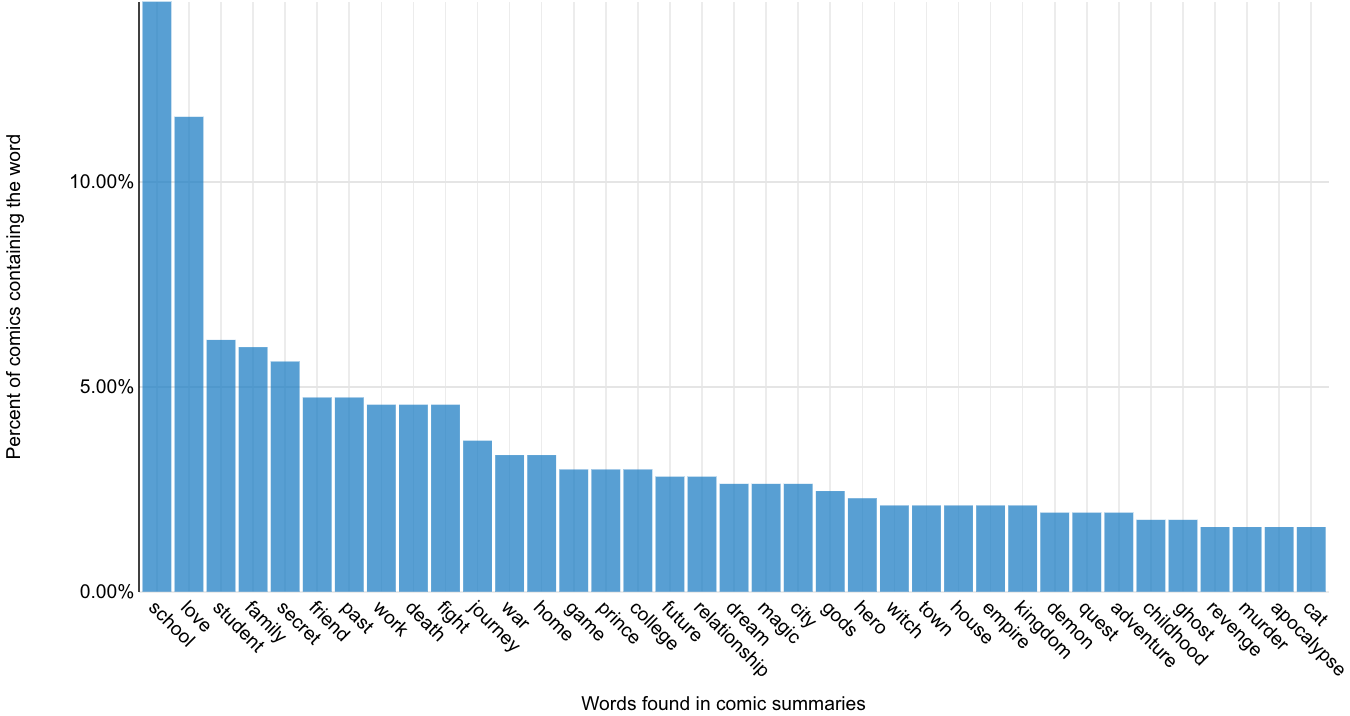 Percent of comics containing the word
10.00%
5.00%
0.00%
school
love
student
family
secret
friend
past
work
death
fight
journey
war
home
game
prince
college
future
relationship
dream
magic
city
gods
hero
witch
town
house
empire
kingdom
demon
quest
adventure
childhood
ghost
revenge
murder
apocalypse
cat
Words found in comic summaries